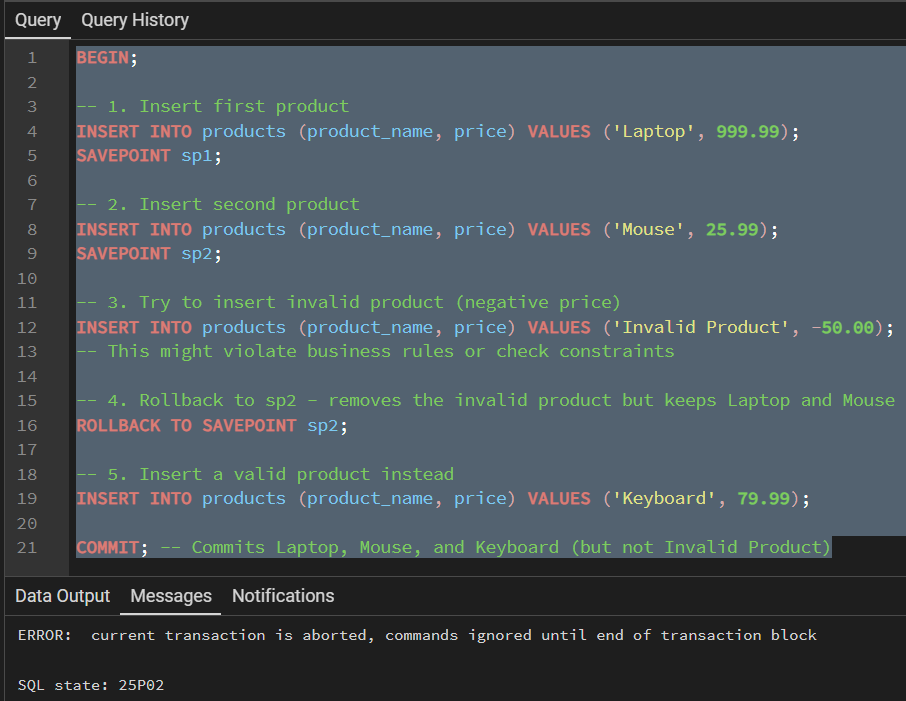 Query Query History
1 BEGIN;
2
3 -- 1. Insert first product
4 INSERT INTO products (product_name, price) VALUES ('Laptop', 999.99);
5 SAVEPOINT sp1;
6
7 -- 2. Insert second product
8 INSERT INTO products (product_name, price) VALUES ('Mouse', 25.99);
9 SAVEPOINT sp2;
10
11 -- 3. Try to insert invalid product (negative price)
12 INSERT INTO products (product_name, price) VALUES ('Invalid Product', -50.00);
13 -- This might violate business rules or check constraints
14
15 -- 4. Rollback to sp2 - removes the invalid product but keeps Laptop and Mouse
16 ROLLBACK TO SAVEPOINT sp2;
17
18 -- 5. Insert a valid product instead
19 INSERT INTO products (product_name, price) VALUES ('Keyboard', 79.99);
20
21 COMMIT; -- Commits Laptop, Mouse, and Keyboard (but not Invalid Product)
Data Output Messages Notifications
ERROR:  current transaction is aborted, commands ignored until end of transaction block
SQL state: 25P02